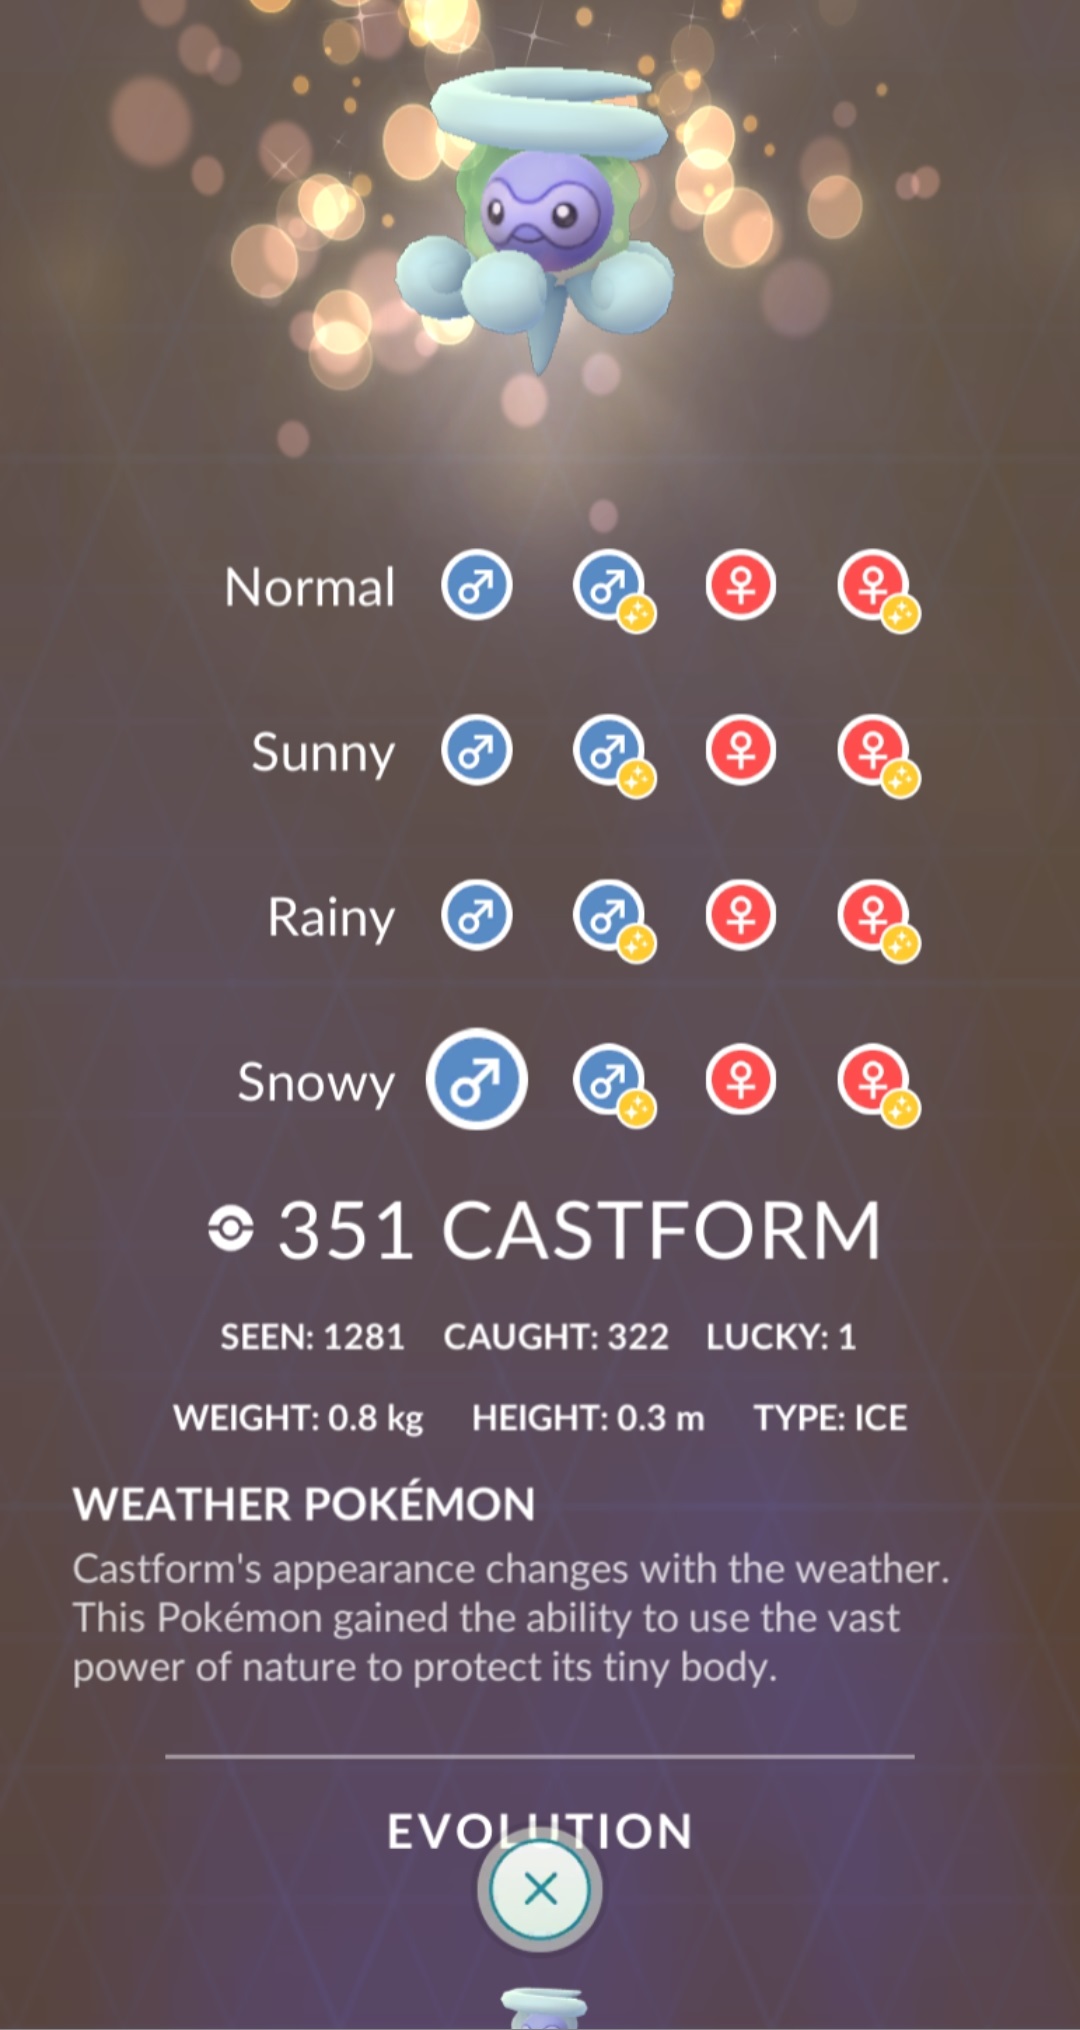 Normal
Sunny
Rainy
Snowy
351 CASTFORM
SEEN: 1281 CAUGHT: 322 LUCKY: 1
WEIGHT: 0.8 kg HEIGHT: 0.3 m TYPE: ICE
WEATHER POKÉMON
Castform's appearance changes with the weather.
This Pokémon gained the ability to use the vast
power of nature to protect its tiny body.
EVOLUTION